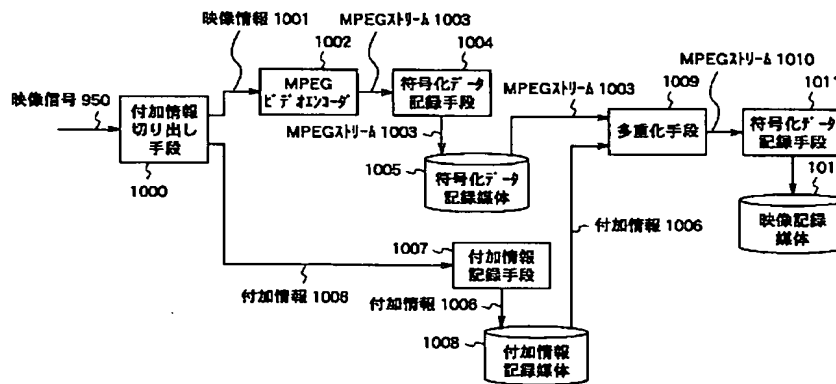 映像情報 1001
MPEGストリーム 1003
1002
1004
MPEG
ビデオエンコーダ
符号化データ
記録手段
映像信号 950
付加情報
切り出し
手段
1000
MPEGストリーム 1003
1005
符号化データ
記録媒体
MPEGストリーム 1003
1009
多重化手段
MPEGストリーム 1010
1011
符号化データ
記録手段
101
映像記録
媒体
付加情報 1006
1007
付加情報
記録手段
付加情報 1006
付加情報 1006
1008
付加情報
記録媒体